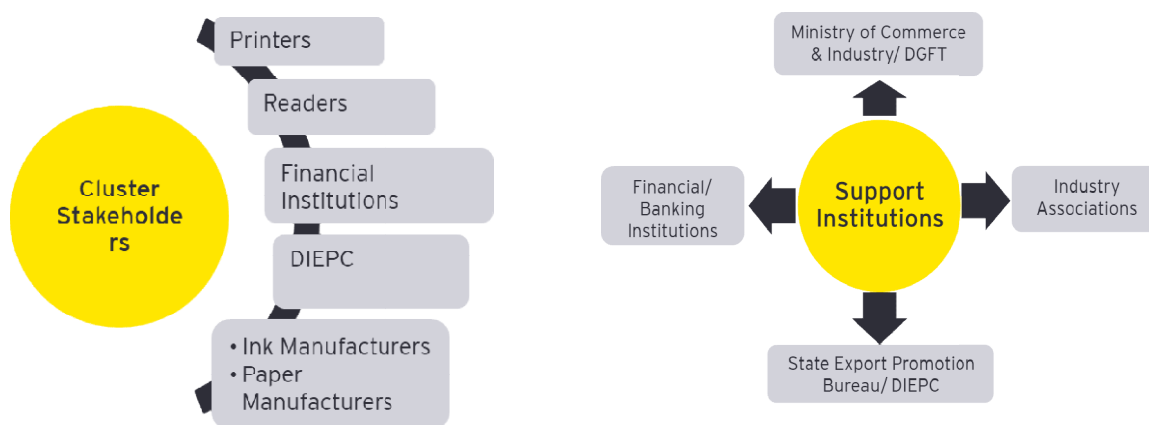 Printers
Readers
Financial
Institutions
DIEPC
• Ink Manufacturers
• Paper
Manufacturers
Cluster
Stakeholde
rs
Ministry of Commerce
& Industry/ DGFT
Financial/
Banking
Institutions
Support
Institutions
Industry
Associations
State Export Promotion
Bureau/ DIEPC